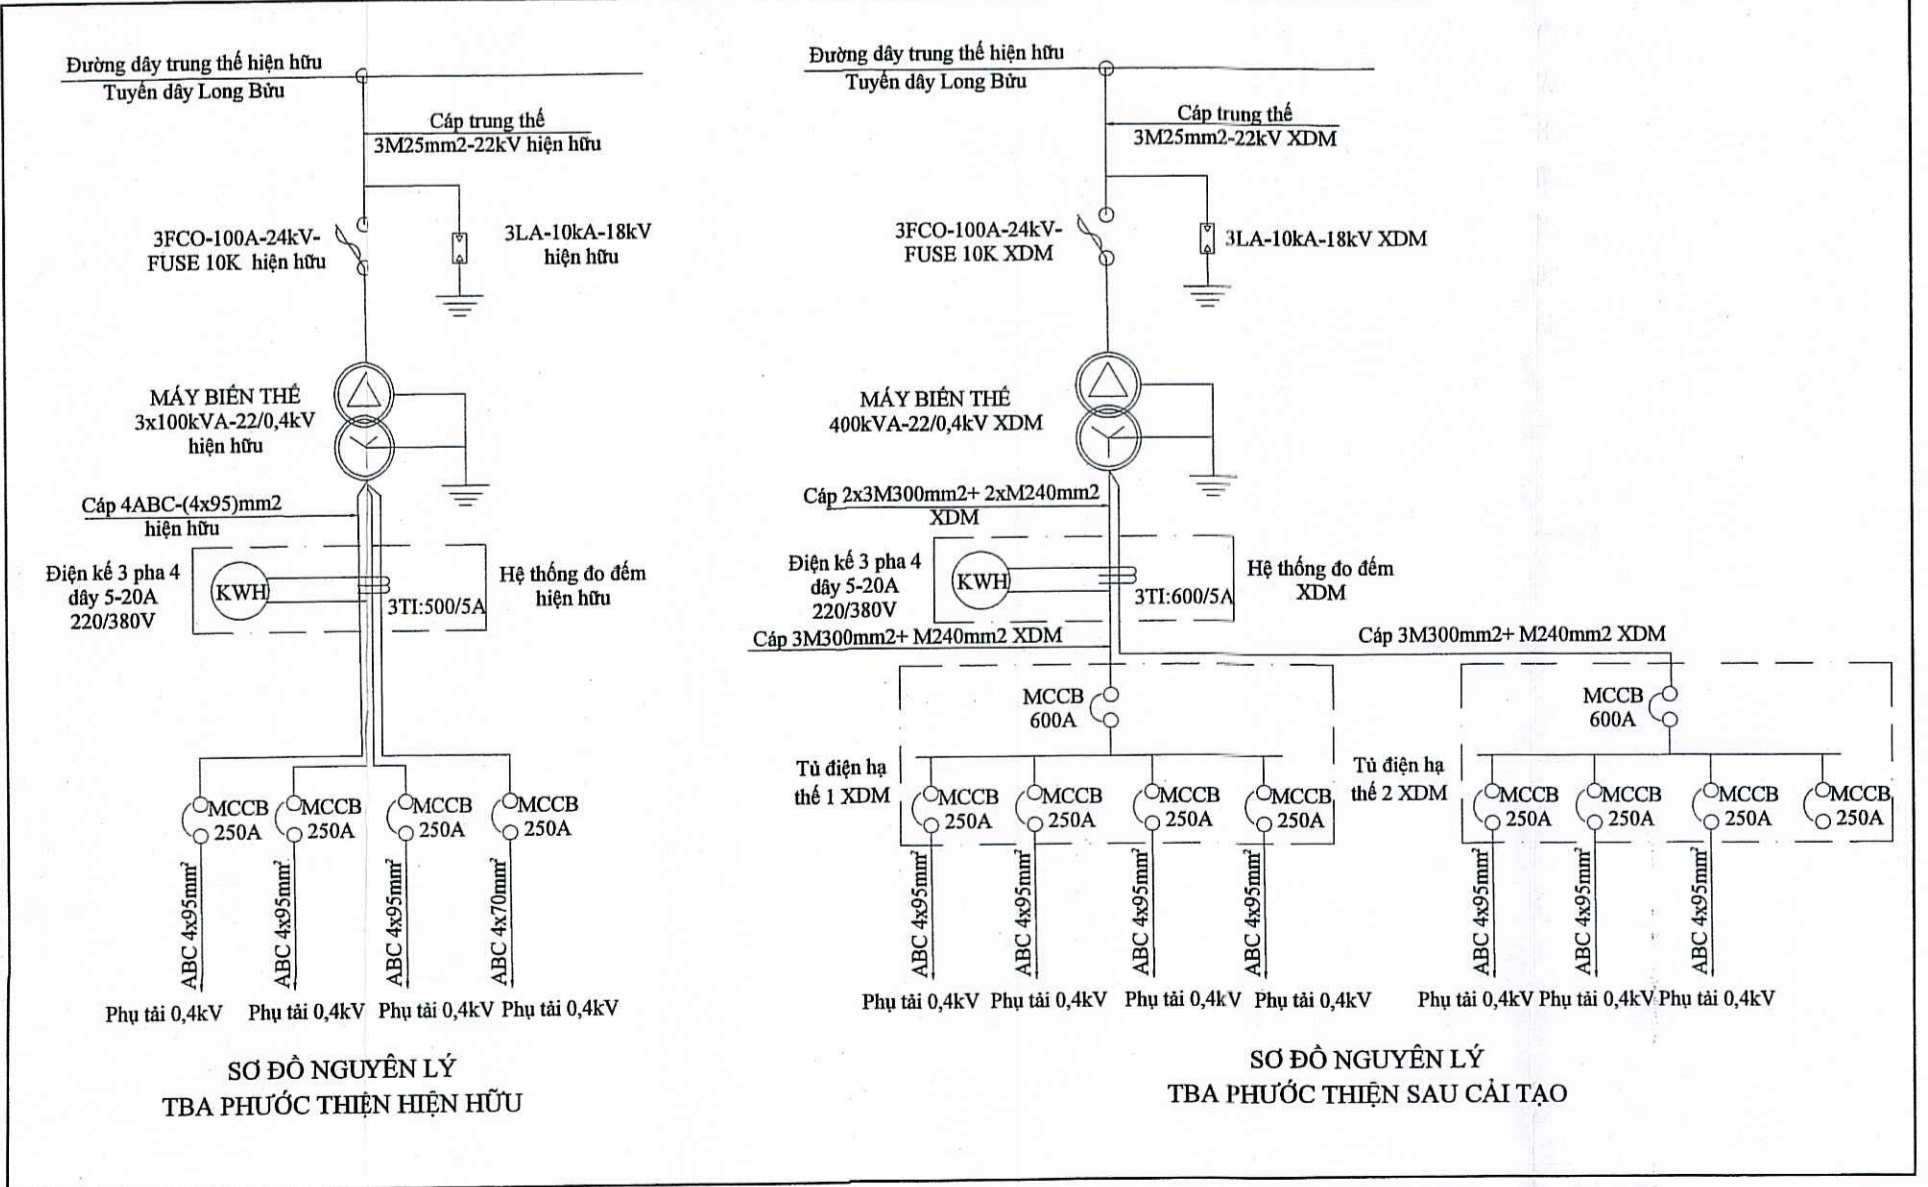 Đường dây trung thế hiện hữu
Tuyến dây Long Bửu
Cáp trung thế
3M25mm2-22kV hiện hữu
3FCO-100A-24kV-
FUSE 10K hiện hữu
3LA-10kA-18kV
hiện hữu
MÁY BIẾN THẾ
3x100kVA-22/0,4kV
hiện hữu
Cáp 4ABC-(4x95)mm2
hiện hữu
Điện kế 3 pha 4
dây 5-20A
220/380V
KWH
3TI:500/5A
Hệ thống đo đếm
hiện hữu
MCCB
250A
MCCB
250A
MCCB
250A
MCCB
250A
ABC 4x95mm²
ABC 4x95mm²
ABC 4x95mm²
ABC 4x70mm²
Phụ tải 0,4kV
Phụ tải 0,4kV
Phụ tải 0,4kV
Phụ tải 0,4kV
SƠ ĐỒ NGUYÊN LÝ
TBA PHƯỚC THIỆN HIỆN HỮU
Đường dây trung thế hiện hữu
Tuyến dây Long Bửu
Cáp trung thế
3M25mm2-22kV XDM
3FCO-100A-24kV-
FUSE 10K XDM
3LA-10kA-18kV XDM
MÁY BIẾN THẾ
400kVA-22/0,4kV XDM
Cáp 2x3M300mm2+ 2xM240mm2
XDM
Điện kế 3 pha 4
dây 5-20A
220/380V
KWH
3TI:600/5A
Hệ thống đo đếm
XDM
Cáp 3M300mm2+ M240mm2 XDM
Cáp 3M300mm2+ M240mm2 XDM
MCCB
600A
Tủ điện hạ
thế 1 XDM
MCCB
250A
MCCB
250A
MCCB
250A
MCCB
250A
ABC 4x95mm²
ABC 4x95mm²
ABC 4x95mm²
ABC 4x95mm²
Phụ tải 0,4kV
Phụ tải 0,4kV
Phụ tải 0,4kV
Phụ tải 0,4kV
MCCB
600A
Tủ điện hạ
thế 2 XDM
MCCB
250A
MCCB
250A
MCCB
250A
MCCB
250A
ABC 4x95mm²
ABC 4x95mm²
ABC 4x95mm²
Phụ tải 0,4kV
Phụ tải 0,4kV
Phụ tải 0,4kV
SƠ ĐỒ NGUYÊN LÝ
TBA PHƯỚC THIỆN SAU CẢI TẠO